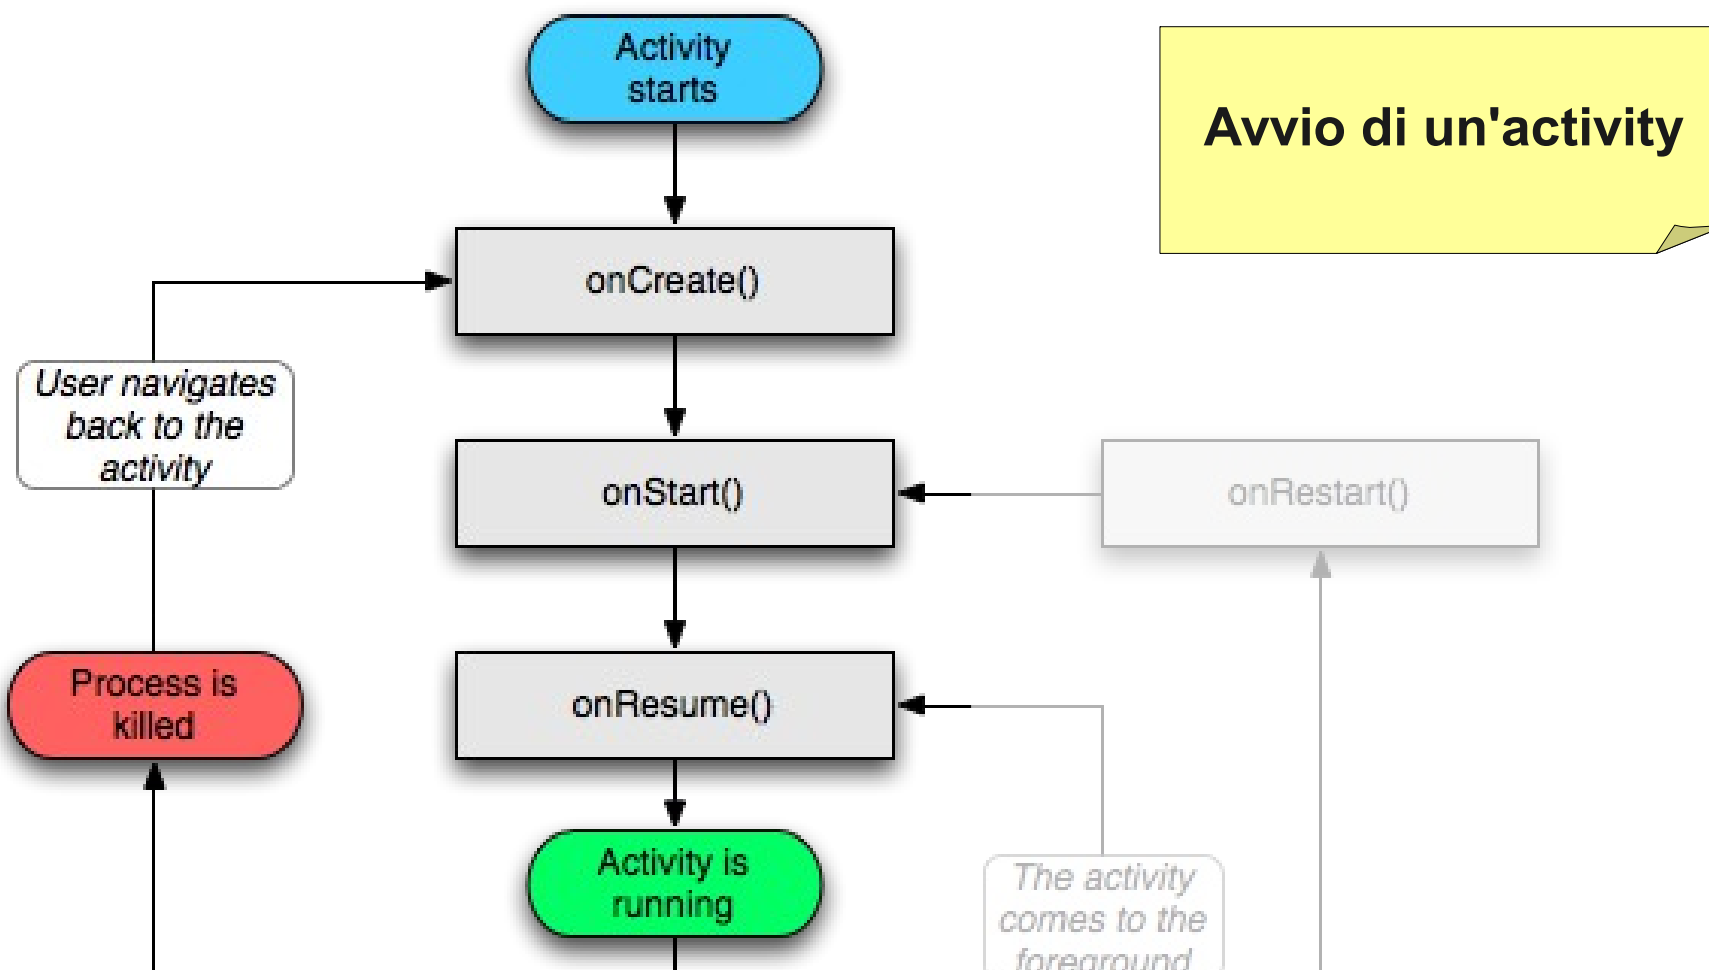 Activity
starts
Avvio di un'activity
onCreate()
User navigates
back to the
activity
onStart()
onRestart()
Process is
killed
onResume()
Activity is
running
The activity
comes to the
foreground